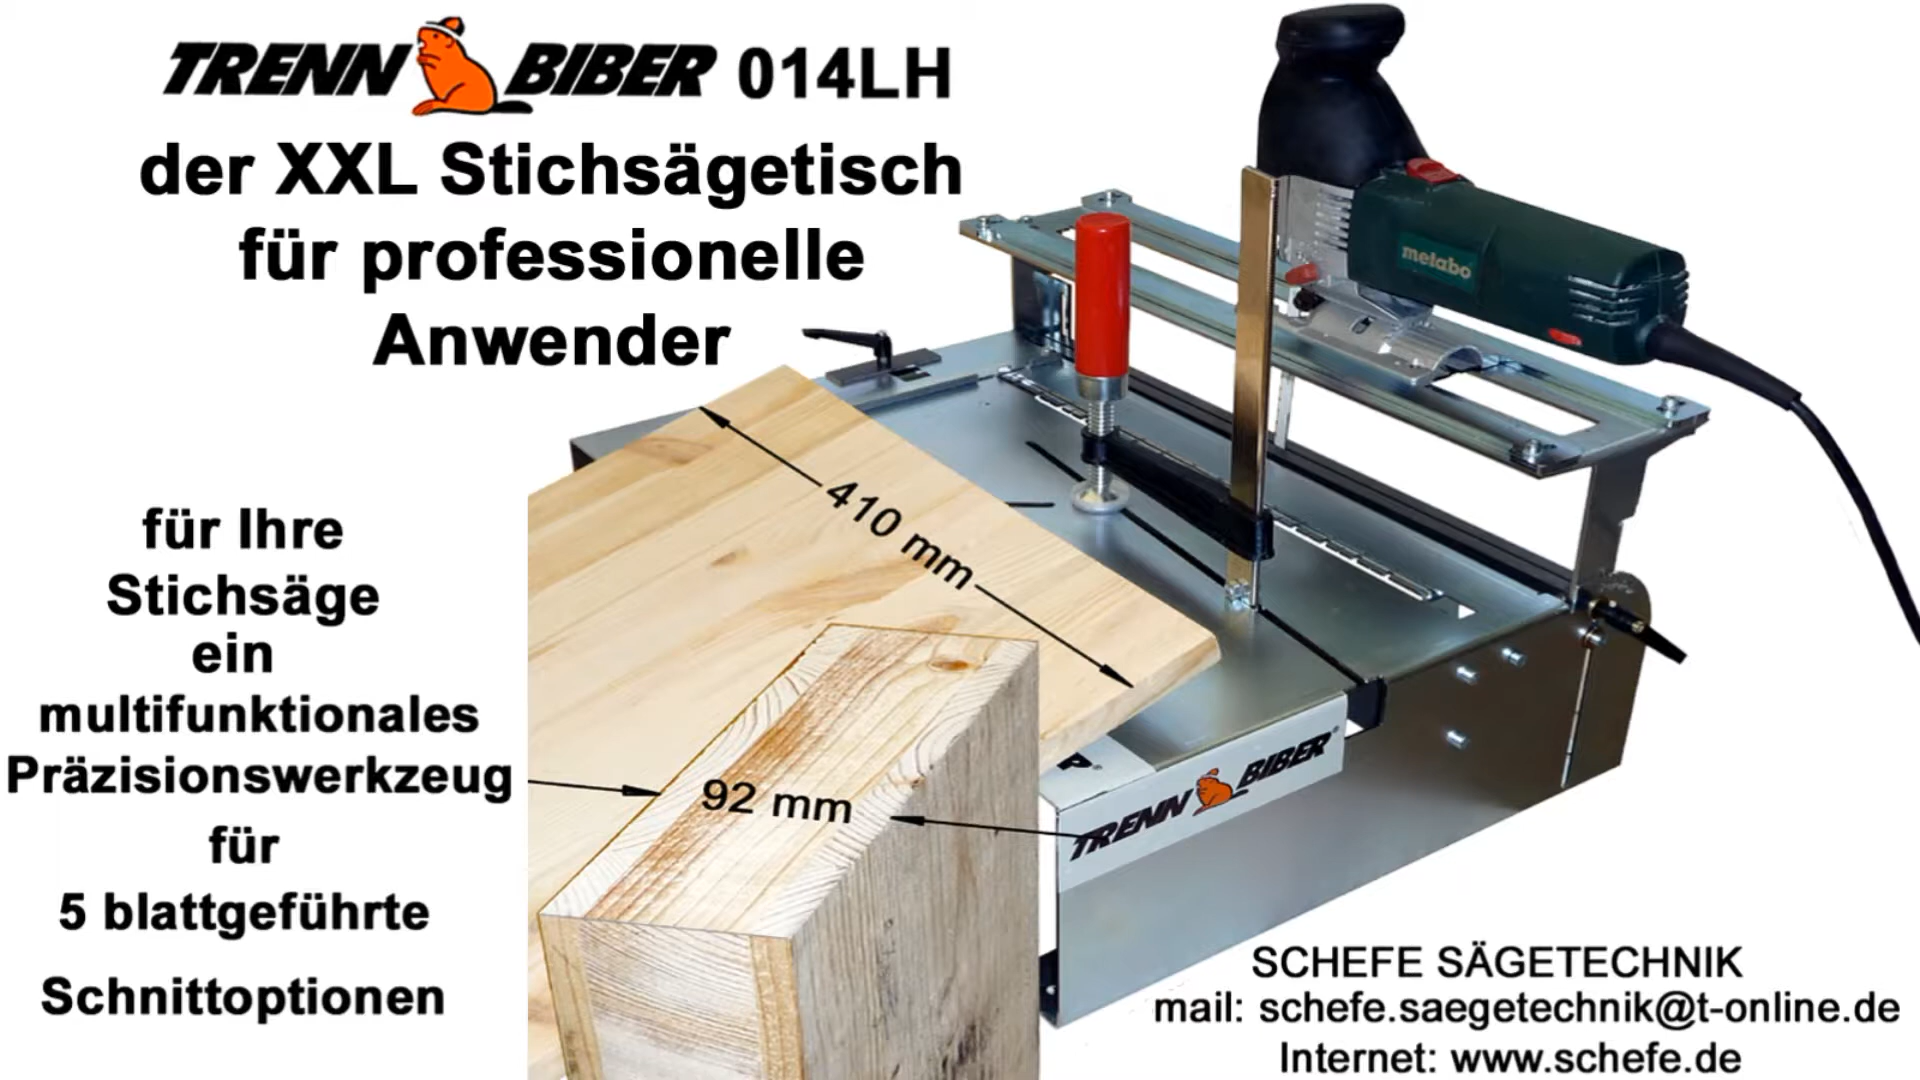 TRENN BIBER 014LH
der XXL Stichsägetisch
für professionelle
Anwender
metabo
410 mm
für Ihre
Stichsäge
ein
multifunktionales
Präzisionswerkzeug
für
5 blattgeführte
Schnittoptionen
92 mm
TRENN BIBER®
SCHEFE SÄGETECHNIK
mail: schefe.saegetechnik@t-online.de
Internet: www.schefe.de